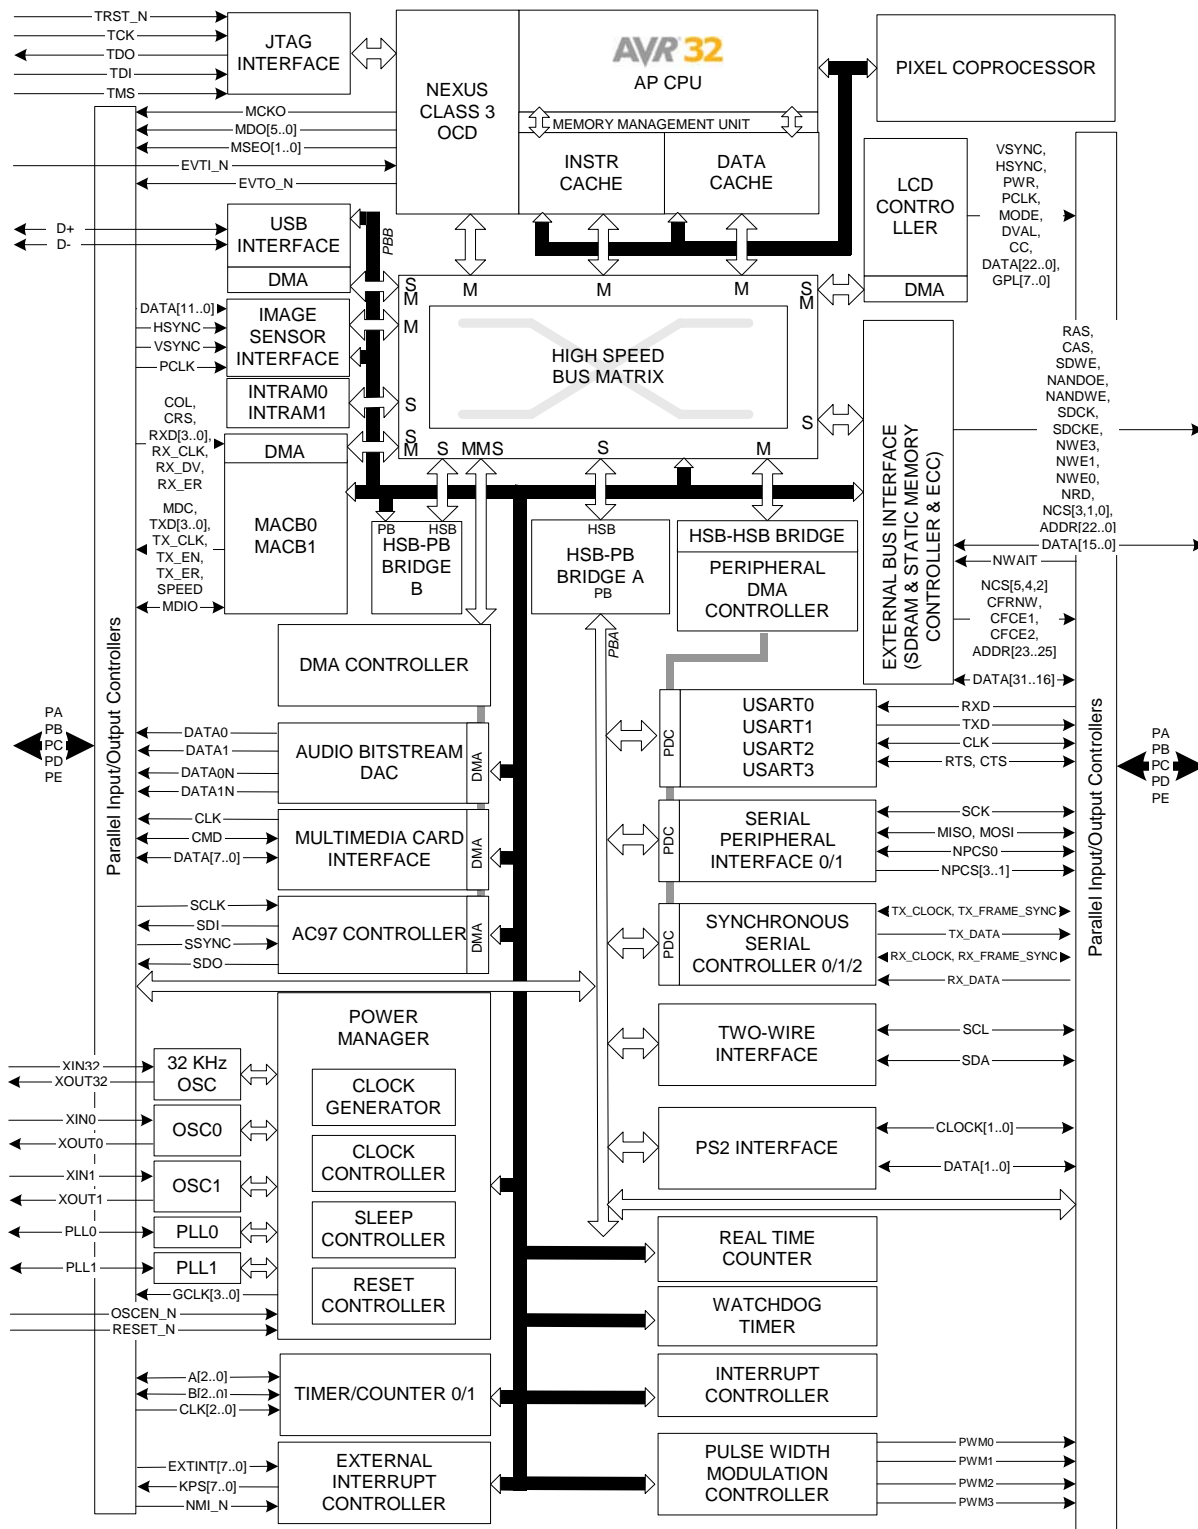 TRST_N
TCK
TDO
TDI
TMS
JTAG
INTERFACE
NEXUS
CLASS 3
OCD
AVR 32
AP CPU
MEMORY MANAGEMENT UNIT
INSTR
CACHE
DATA
CACHE
PIXEL COPROCESSOR
MCKO
MDO[5..0]
MSEO[1..0]
EVTI_N
EVTO_N
D+
D-
USB
INTERFACE
DMA
PBB
LCD
CONTRO
LLER
DMA
VSYNC,
HSYNC,
PWR,
PCLK,
MODE,
DVAL,
CC,
DATA[22..0],
GPL[7..0]
DATA[11..0]
HSYNC
VSYNC
PCLK
IMAGE
SENSOR
INTERFACE
INTRAM0
INTRAM1
S
M
M
S
S
M
M
M
M
S
M
S
S
M
M
S
S
M
HIGH SPEED
BUS MATRIX
COL,
CRS,
RXD[3..0],
RX_CLK,
RX_DV,
RX_ER
MDC,
TXD[3..0],
TX_CLK,
TX_EN,
TX_ER,
SPEED
MDIO
DMA
MACB0
MACB1
PB
HSB
HSB-PB
BRIDGE
B
HSB
HSB-PB
BRIDGE A
PB
HSB-HSB BRIDGE
PERIPHERAL
DMA
CONTROLLER
EXTERNAL BUS INTERFACE
(SDRAM & STATIC MEMORY
CONTROLLER & ECC)
RAS,
CAS,
SDWE,
NANDOE,
NANDWE,
SDCK,
SDCKE,
NWE3,
NWE1,
NWE0,
NRD,
NCS[3,1,0],
ADDR[22..0]
DATA[15..0]
NWAIT
NCS[5,4,2]
CFRNW,
CFCE1,
CFCE2,
ADDR[23..25]
DATA[31..16]
PBA
Parallel Input/Output Controllers
PA
PB
PC
PD
PE
DMA CONTROLLER
DATA0
DATA1
DATA0N
DATA1N
AUDIO BITSTREAM
DAC
DMA
CLK
CMD
DATA[7..0]
MULTIMEDIA CARD
INTERFACE
DMA
SCLK
SDI
SSYNC
SDO
AC97 CONTROLLER
DMA
PDC
USART0
USART1
USART2
USART3
RXD
TXD
CLK
RTS, CTS
PDC
SERIAL
PERIPHERAL
INTERFACE 0/1
SCK
MISO, MOSI
NPCS0
NPCS[3..1]
PDC
SYNCHRONOUS
SERIAL
CONTROLLER 0/1/2
TX_CLOCK, TX_FRAME_SYNC
TX_DATA
RX_CLOCK, RX_FRAME_SYNC
RX_DATA
Parallel Input/Output Controllers
PA
PB
PC
PD
PE
TWO-WIRE
INTERFACE
SCL
SDA
PS2 INTERFACE
CLOCK[1..0]
DATA[1..0]
POWER
MANAGER
CLOCK
GENERATOR
CLOCK
CONTROLLER
SLEEP
CONTROLLER
RESET
CONTROLLER
XIN32
XOUT32
32 KHz
OSC
XIN0
XOUT0
OSC0
XIN1
XOUT1
OSC1
PLL0
PLL0
PLL1
PLL1
GCLK[3..0]
OSCEN_N
RESET_N
REAL TIME
COUNTER
WATCHDOG
TIMER
INTERRUPT
CONTROLLER
A[2..0]
B[2..0]
CLK[2..0]
TIMER/COUNTER 0/1
EXTINT[7..0]
KPS[7..0]
NMI_N
EXTERNAL
INTERRUPT
CONTROLLER
PULSE WIDTH
MODULATION
CONTROLLER
PWM0
PWM1
PWM2
PWM3